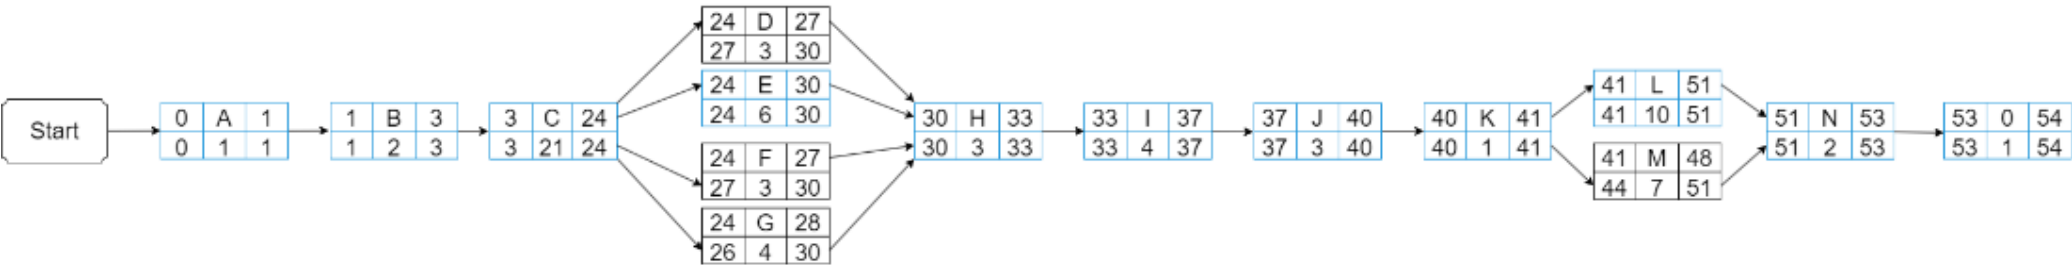 Start
0 A 1
0 1 1
1 B 3
1 2 3
3 C 24
3 21 24
24 D 27
27 3 30
24 E 30
24 6 30
24 F 27
27 3 30
24 G 28
26 4 30
30 H 33
30 3 33
33 I 37
33 4 37
37 J 40
37 3 40
40 K 41
40 1 41
41 L 51
41 10 51
41 M 48
44 7 51
51 N 53
51 2 53
53 0 54
53 1 54